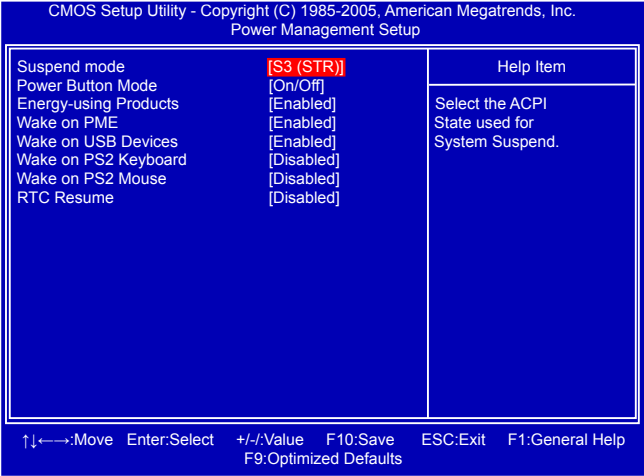 CMOS Setup Utility - Copyright (C) 1985-2005, American Megatrends, Inc.
Power Management Setup
Suspend mode [S3 (STR)]
Power Button Mode [On/Off]
Energy-using Products [Enabled]
Wake on PME [Enabled]
Wake on USB Devices [Enabled]
Wake on PS2 Keyboard [Disabled]
Wake on PS2 Mouse [Disabled]
RTC Resume [Disabled]
Help Item
Select the ACPI
State used for
System Suspend.
↑↓←→:Move Enter:Select +/-/:Value F10:Save ESC:Exit F1:General Help
F9:Optimized Defaults